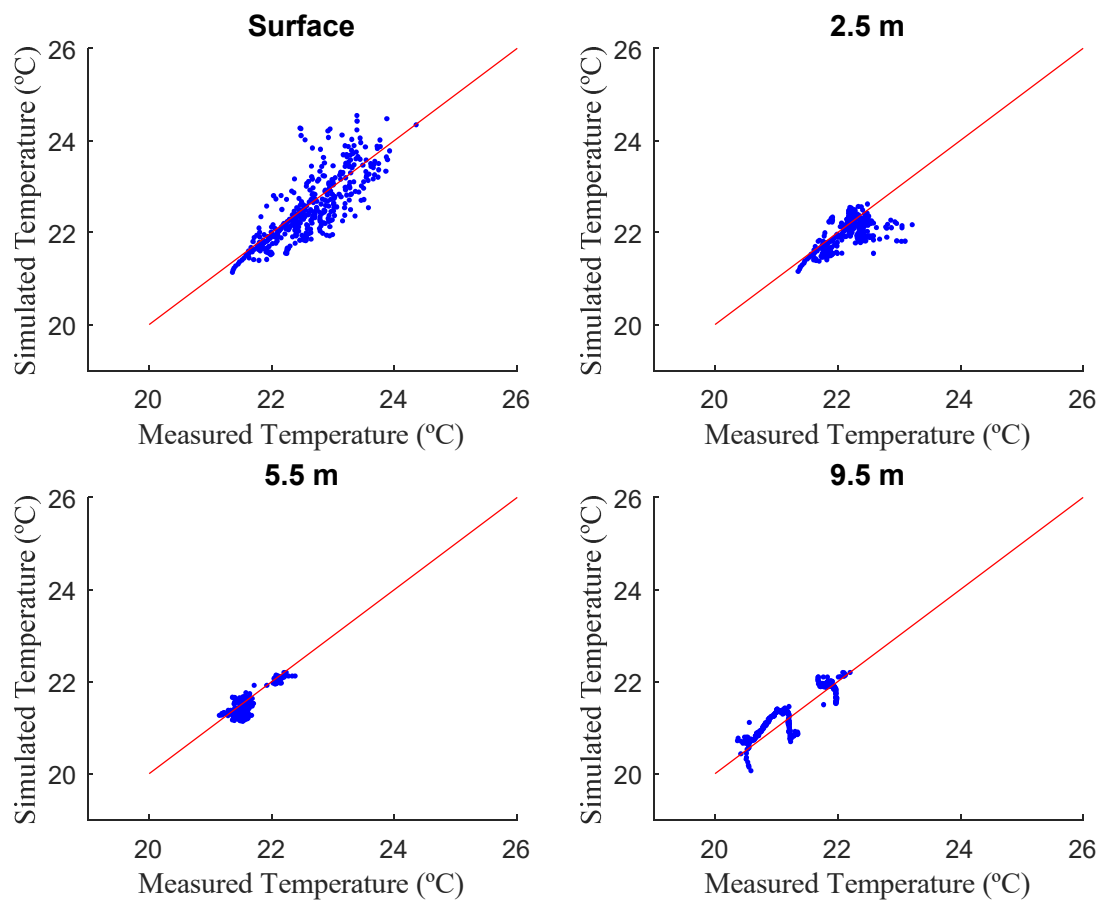 Surface
26
24
22
20
Simulated Temperature (ºC)
20 22 24 26
Measured Temperature (ºC)
2.5 m
26
24
22
20
Simulated Temperature (ºC)
20 22 24 26
Measured Temperature (ºC)
5.5 m
26
24
22
20
Simulated Temperature (ºC)
20 22 24 26
Measured Temperature (ºC)
9.5 m
26
24
22
20
Simulated Temperature (ºC)
20 22 24 26
Measured Temperature (ºC)